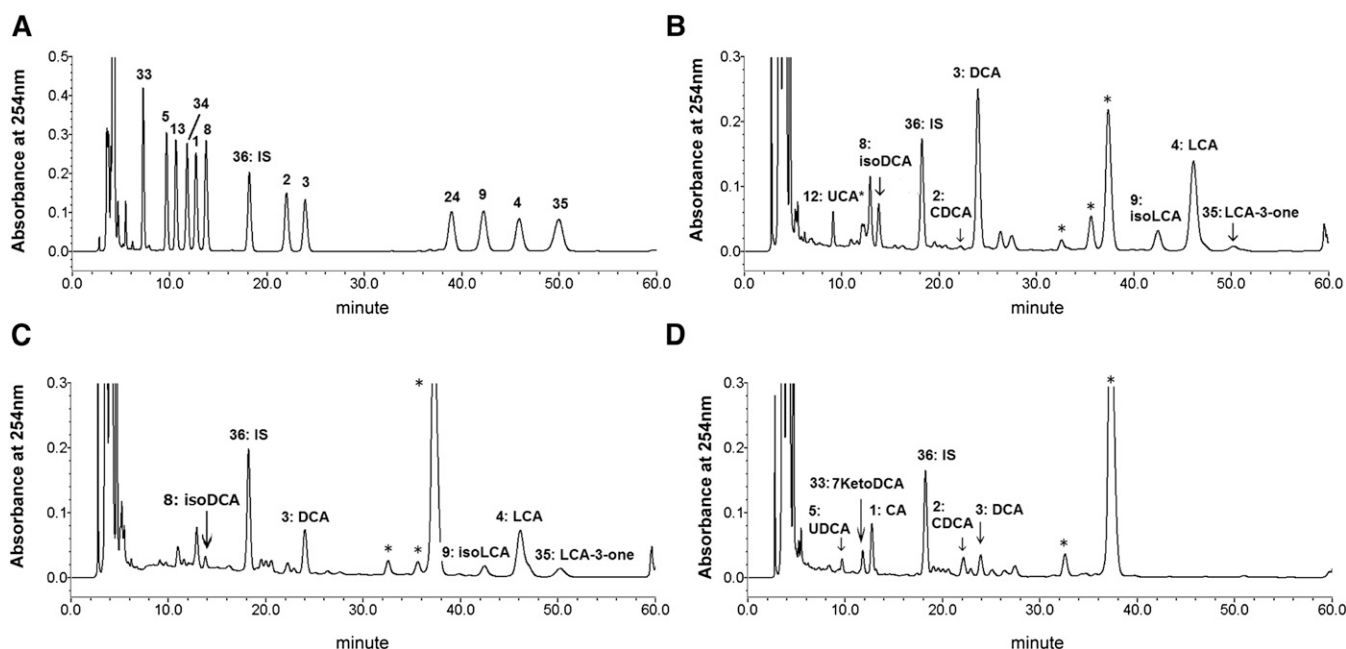 A
Absorbance at 254nm
0.5
0.4
0.3
0.2
0.1
0.0
33
5
13
34
1
8
36: IS
2
3
24
9
4
35
0.0 10.0 20.0 30.0 40.0 50.0 60.0
minute
B
Absorbance at 254nm
0.3
0.2
0.1
0.0
12: UCA*
8:
isoDCA
36: IS
2:
CDCA
3: DCA
*
*
*
9:
isoLCA
4: LCA
35: LCA-3-one
0.0 10.0 20.0 30.0 40.0 50.0 60.0
minute
C
Absorbance at 254nm
0.3
0.2
0.1
0.0
8: isoDCA
36: IS
3: DCA
*
*
*
9: isoLCA
4: LCA
35: LCA-3-one
0.0 10.0 20.0 30.0 40.0 50.0 60.0
minute
D
Absorbance at 254nm
0.3
0.2
0.1
0.0
5:
UDCA
33:7KetoDCA
1: CA
36: IS
2:
CDCA
3: DCA
*
*
0.0 10.0 20.0 30.0 40.0 50.0 60.0
minute